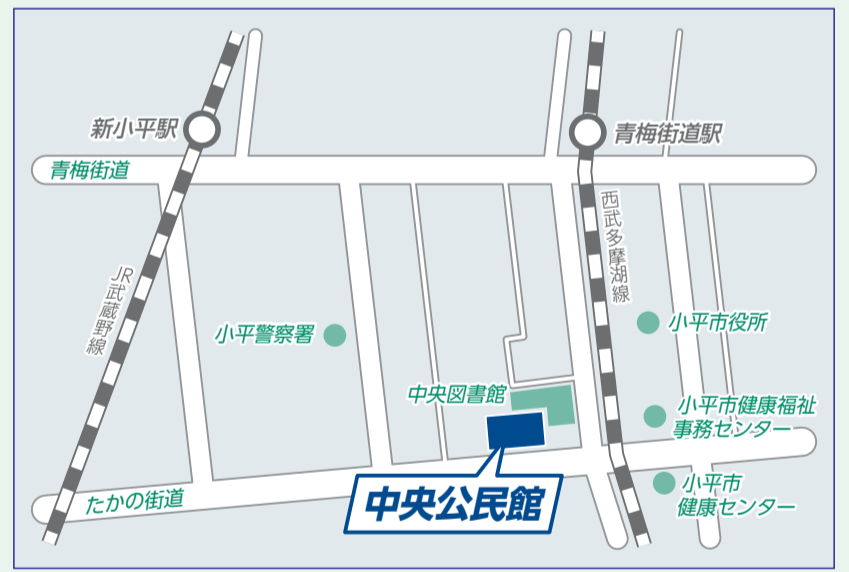 新小平駅
青梅街道駅
青梅街道
西武多摩湖線
JR武蔵野線
小平市役所
小平警察署
中央図書館
小平市健康福祉
事務センター
小平市
健康センター
たかの街道
中央公民館